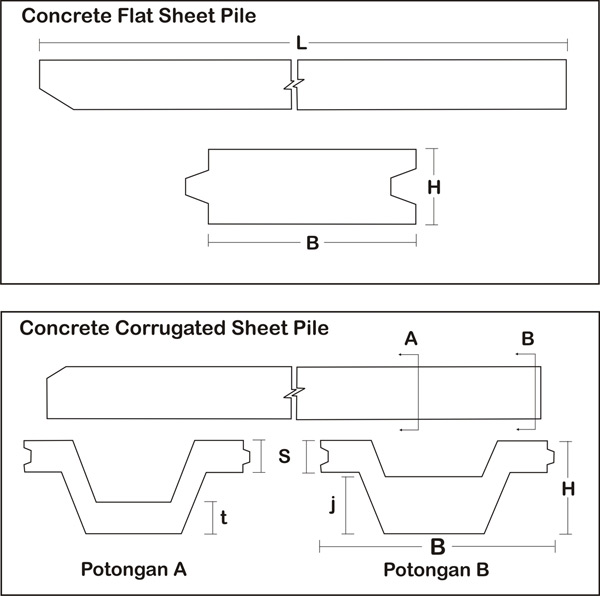 Concrete Flat Sheet Pile
L
H
B
Concrete Corrugated Sheet Pile
A B
S
t
j
H
B
Potongan A
Potongan B